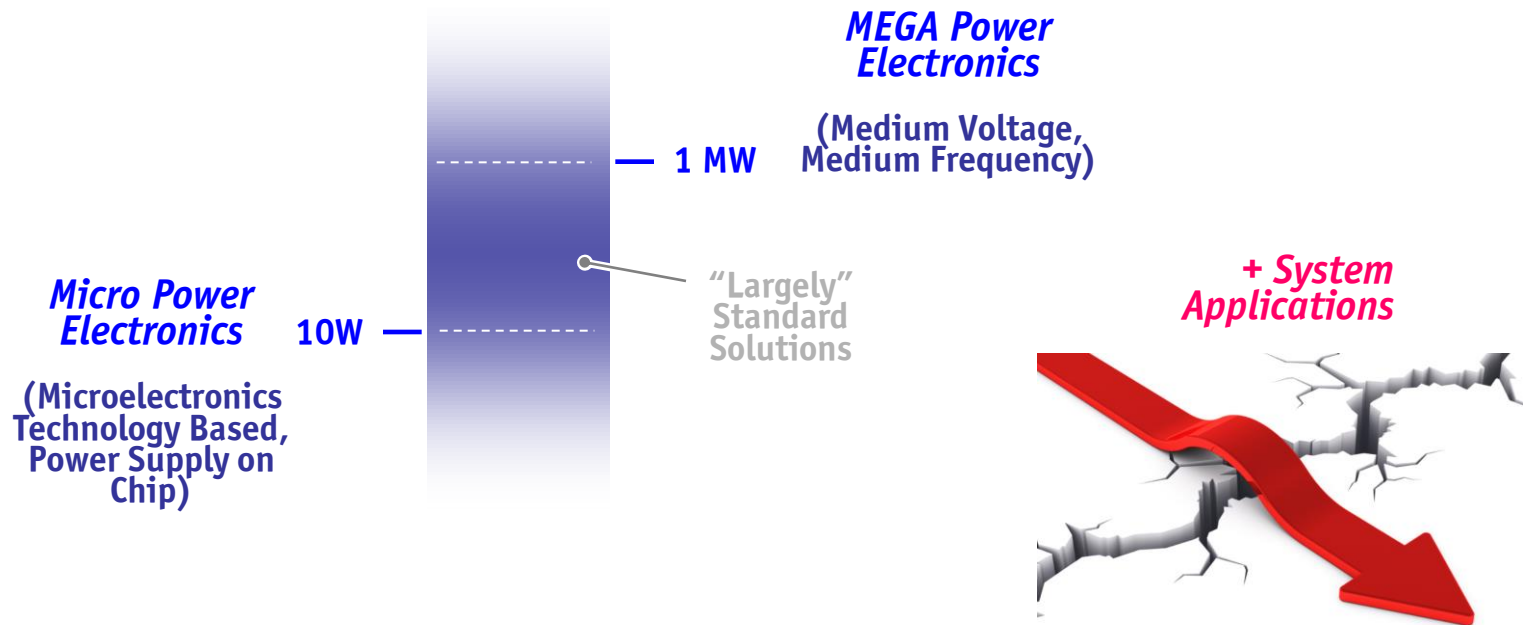 MEGA Power
Electronics
(Medium Voltage,
Medium Frequency)
1 MW
"Largely"
Standard
Solutions
+ System
Applications
Micro Power
Electronics
10W
(Microelectronics
Technology Based,
Power Supply on
Chip)